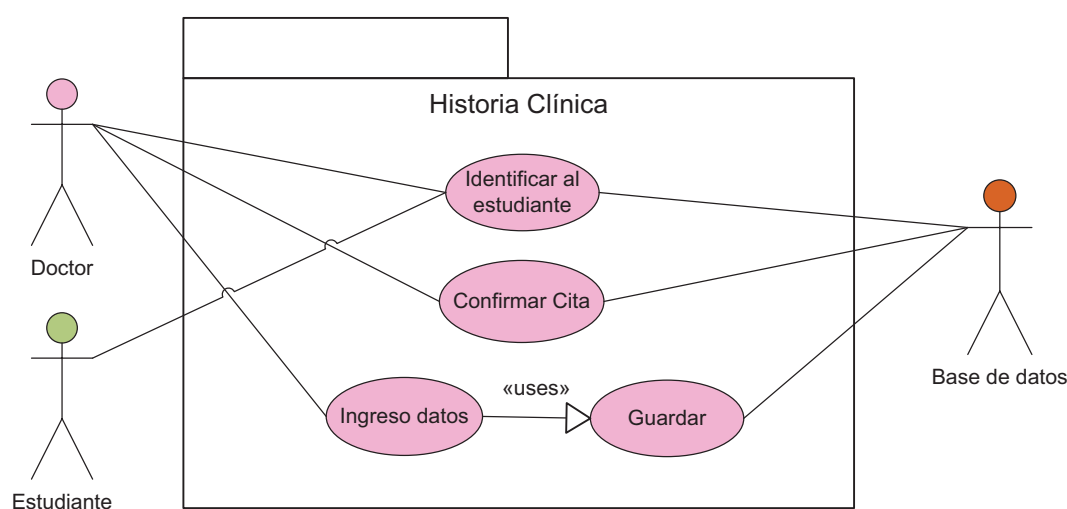 Historia Clínica
Doctor
Identificar al
estudiante
Confirmar Cita
Estudiante
Ingreso datos
«uses»
Guardar
Base de datos